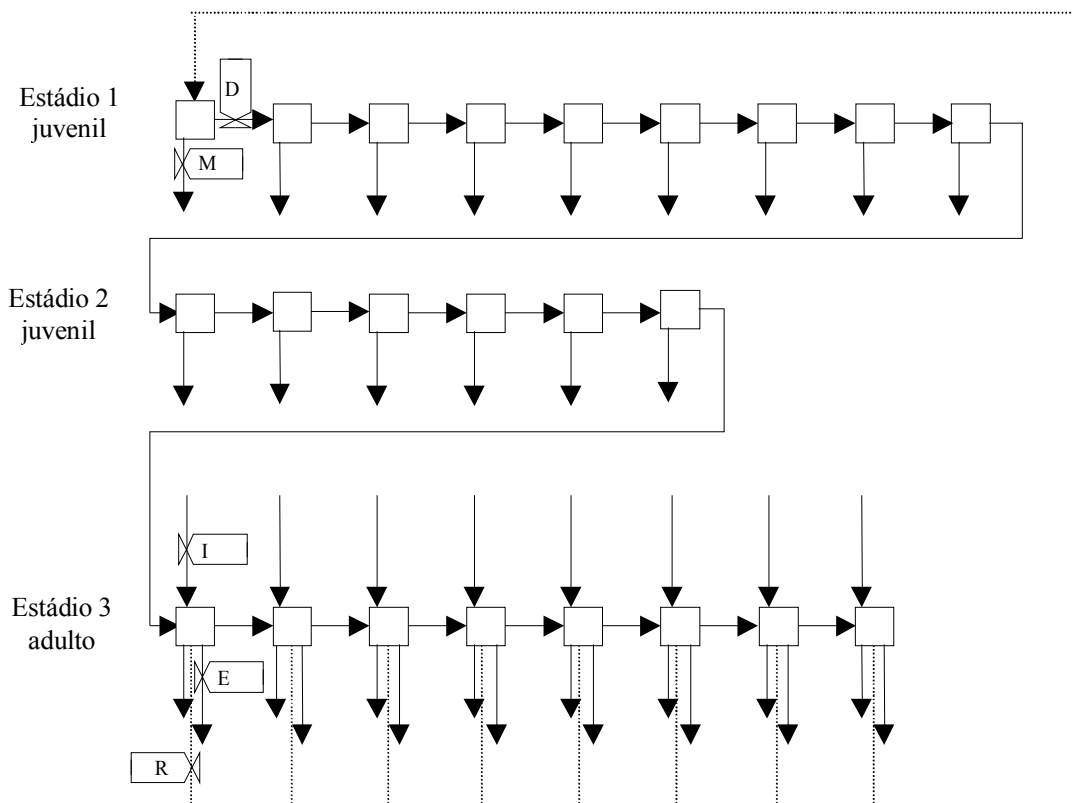 Estádio 1
juvenil
D
M
Estádio 2
juvenil
I
Estádio 3
adulto
E
R